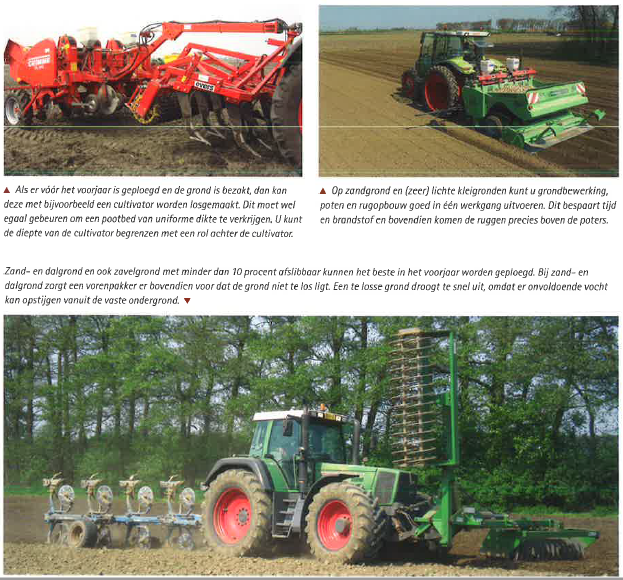 GRIMME
evers
▲ Als er vóór het voorjaar is geploegd en de grond is bezakt, dan kan
deze met bijvoorbeeld een cultivator worden losgemaakt. Dit moet wel
egaal gebeuren om een pootbed van uniforme dikte te verkrijgen. U kunt
de diepte van de cultivator begrenzen met een rol achter de cultivator.
▲ Op zandgrond en (zeer) lichte kleigronden kunt u grondbewerking,
poten en rugopbouw goed in één werkgang uitvoeren. Dit bespaart tijd
en brandstof en bovendien komen de ruggen precies boven de poters.
Zand- en dalgrond en ook zavelgrond met minder dan 10 procent afslibbaar kunnen het beste in het voorjaar worden geploegd. Bij zand- en
dalgrond zorgt een vorenpakker er bovendien voor dat de grond niet te los ligt. Een te losse grond droogt te snel uit, omdat er onvoldoende vocht
kan opstijgen vanuit de vaste ondergrond. ▼